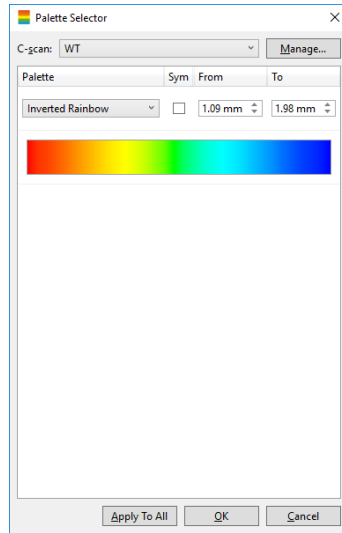 Palette Selector
C-scan: WT Manage...
Palette Sym From To
Inverted Rainbow 1.09 mm 1.98 mm
Apply To All OK Cancel